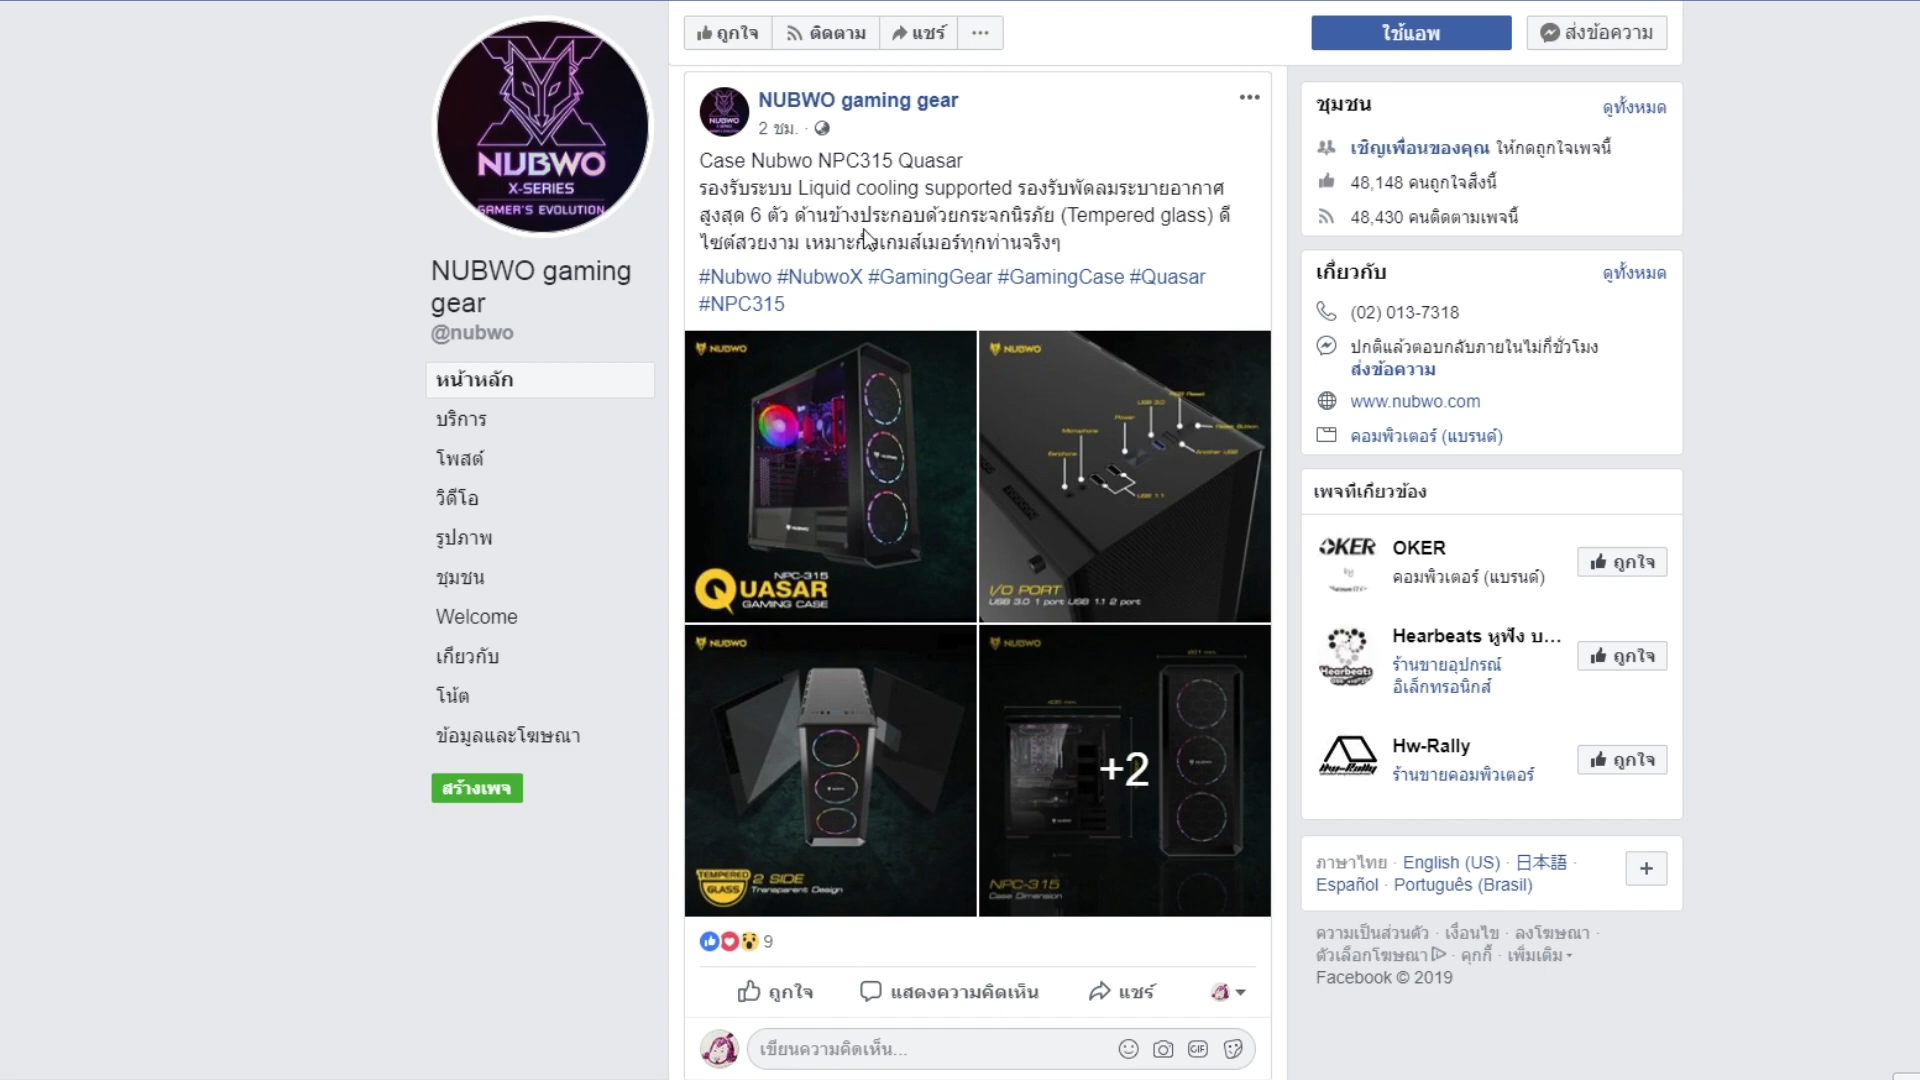 NUBWO
X-SERIES
GAMER'S EVOLUTION
NUBWO gaming
gear
@nubwo
หน้าหลัก
บริการ
โพสต์
วิดีโอ
รูปภาพ
ชุมชน
Welcome
เกี่ยวกับ
โน้ต
ข้อมูลและโฆษณา
สร้างเพจ
ถูกใจ
ติดตาม
แชร์
ใช้แอพ
ส่งข้อความ
NUBWO gaming gear
2 ชม. ·
Case Nubwo NPC315 Quasar
รองรับระบบ Liquid cooling supported รองรับพัดลมระบายอากาศ
สูงสุด 6 ตัว ด้านข้างประกอบด้วยกระจกนิรภัย (Tempered glass) ดี
ไซต์สวยงาม เหมาะกับเกมส์เมอร์ทุกท่านจริงๆ
#Nubwo #NubwoX #GamingGear #GamingCase #Quasar
#NPC315
NUBWO
NPC-315
QUASAR
GAMING CASE
NUBWO
USB 3.0
Power
Microphone
Earphone
Reset Button
Another USB
USB 1.1
I/O PORT
USB 3.0 1 port USB 1.1 2 port
NUBWO
TEMPERED
GLASS
2 SIDE
Transparent Design
NUBWO
+2
NPC-315
Case Dimension
9
ถูกใจ
แสดงความคิดเห็น
แชร์
เขียนความคิดเห็น...
GIF
ชุมชน
ดูทั้งหมด
เชิญเพื่อนของคุณ ให้กดถูกใจเพจนี้
48,148 คนถูกใจสิ่งนี้
48,430 คนติดตามเพจนี้
เกี่ยวกับ
ดูทั้งหมด
(02) 013-7318
ปกติแล้วตอบกลับภายในไม่กี่ชั่วโมง
ส่งข้อความ
www.nubwo.com
คอมพิวเตอร์ (แบรนด์)
เพจที่เกี่ยวข้อง
OKER
OKER
คอมพิวเตอร์ (แบรนด์)
ถูกใจ
Hearbeats
Hearbeats หูฟัง บ...
ร้านขายอุปกรณ์
อิเล็กทรอนิกส์
ถูกใจ
Hw-Rally
Hw-Rally
ร้านขายคอมพิวเตอร์
ถูกใจ
ภาษาไทย · English (US) · 日本語 ·
Español · Português (Brasil)
ความเป็นส่วนตัว · เงื่อนไข · ลงโฆษณา ·
ตัวเลือกโฆษณา · คุกกี้ · เพิ่มเติม
Facebook © 2019